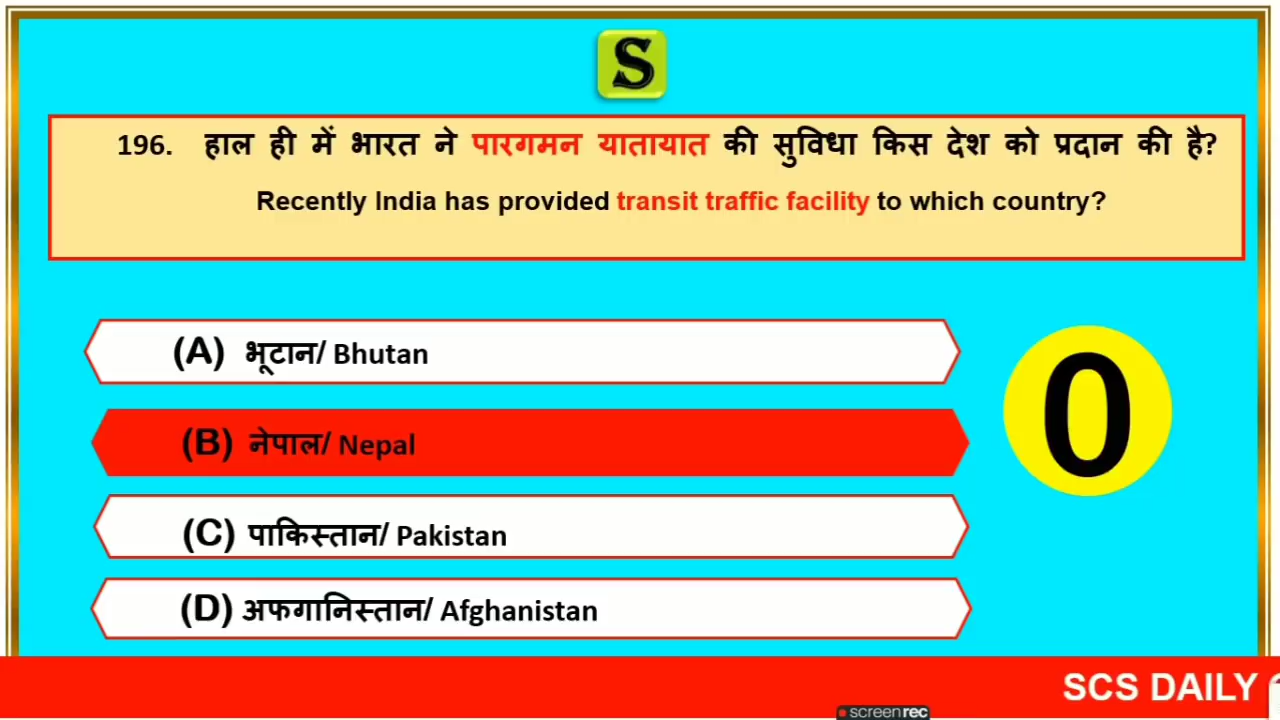 S
196. हाल ही में भारत ने पारगमन यातायात की सुविधा किस देश को प्रदान की है?
Recently India has provided transit traffic facility to which country?
(A) भूटान/ Bhutan
(B) नेपाल/ Nepal
0
(C) पाकिस्तान/ Pakistan
(D) अफगानिस्तान/ Afghanistan
SCS DAILY
screenrec